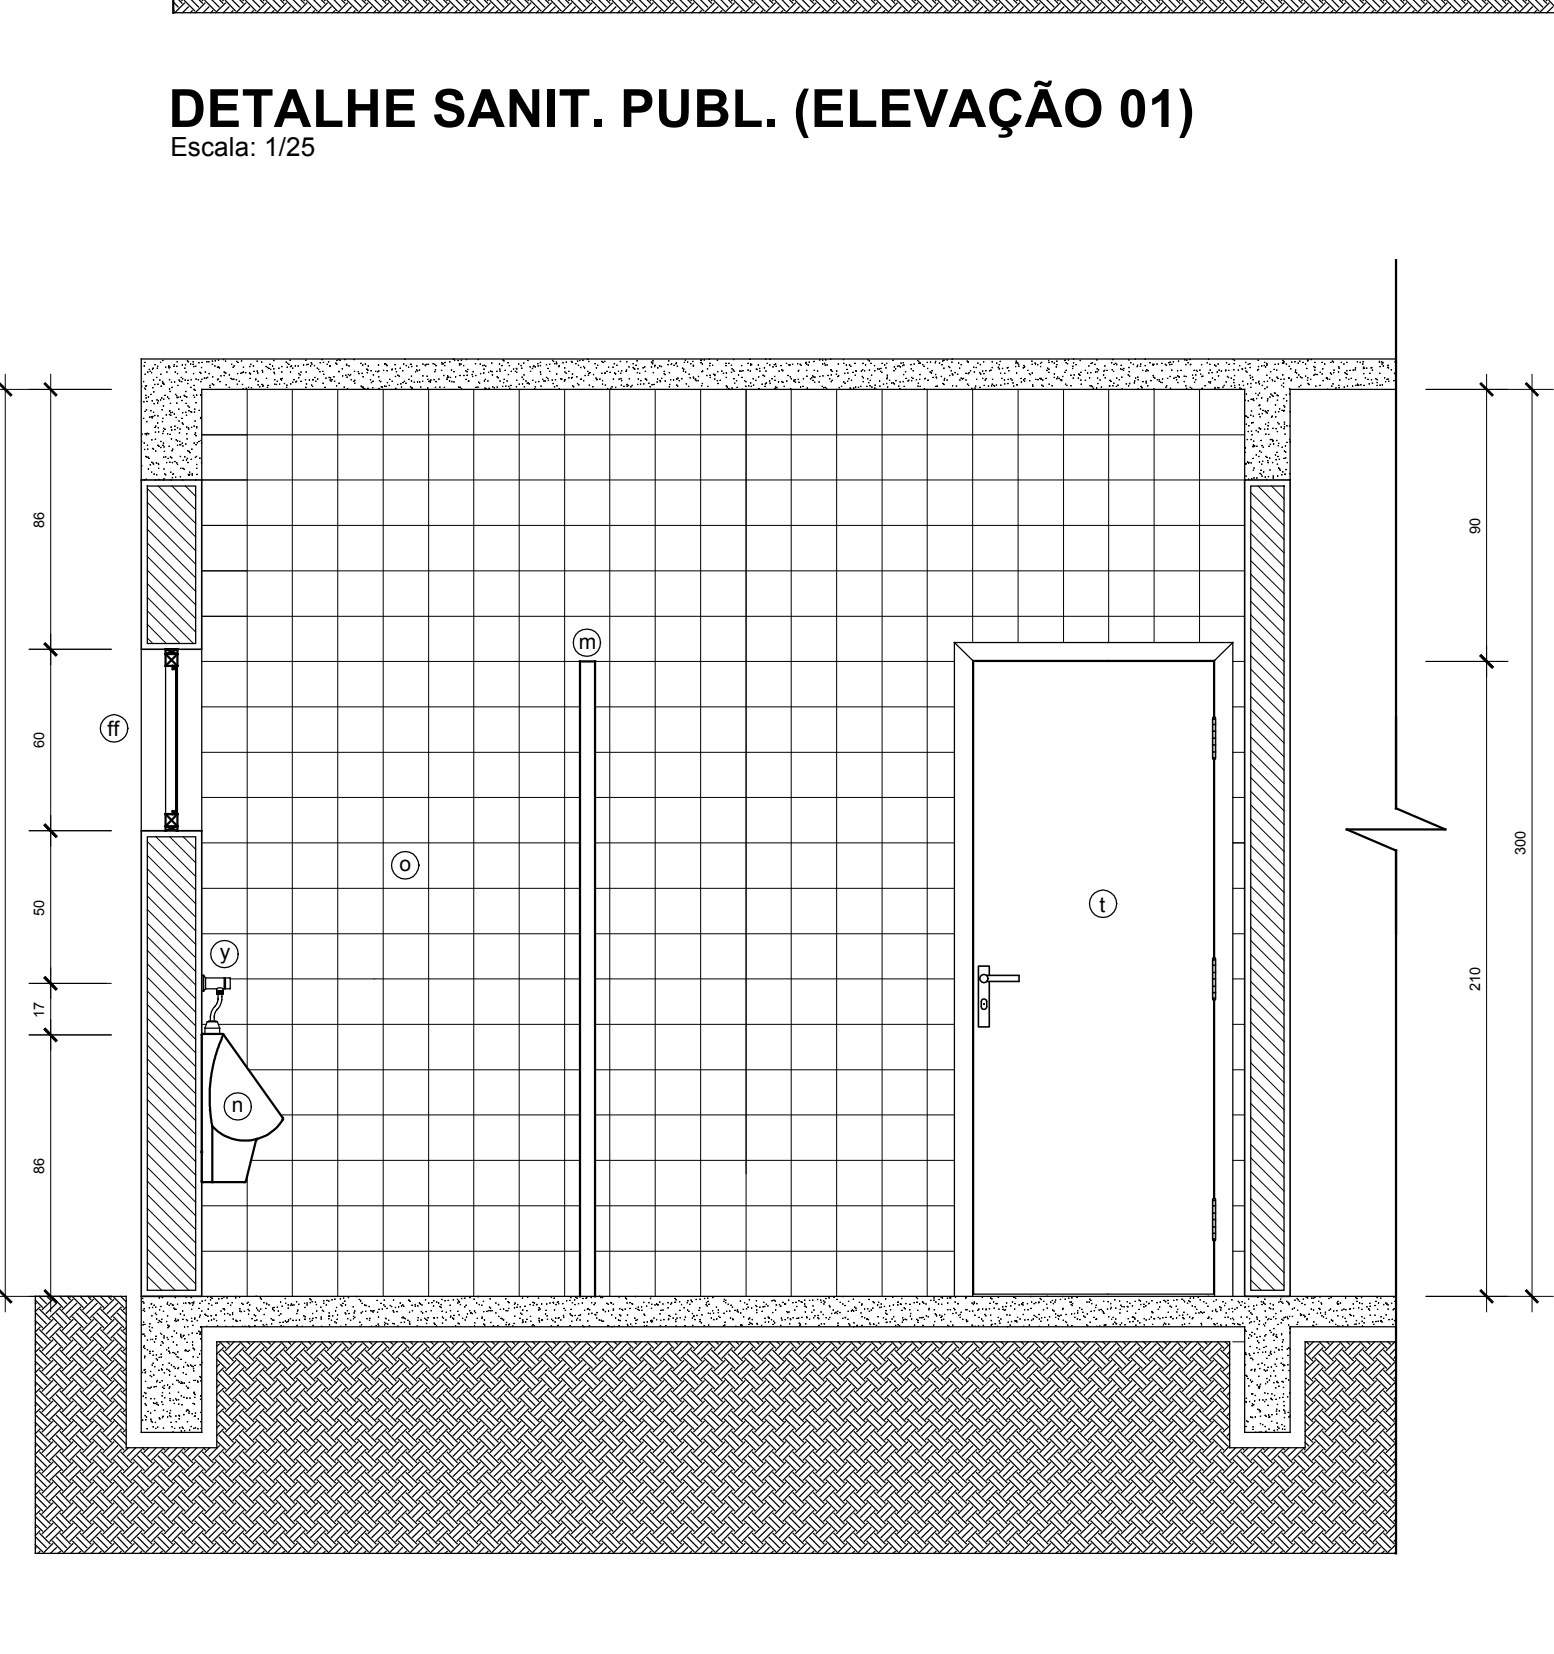 DETALHE SANIT. PUBL. (ELEVAÇÃO 01)
Escala: 1/25
86
60
50
17
86
ff
m
o
y
n
t
90
210
300